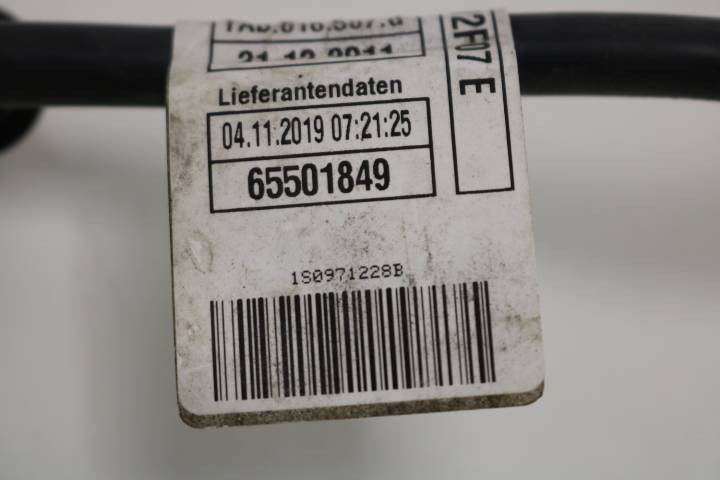 Lieferantendaten
04.11.2019 07:21:25
65501849
1S0971228B
2F07 E